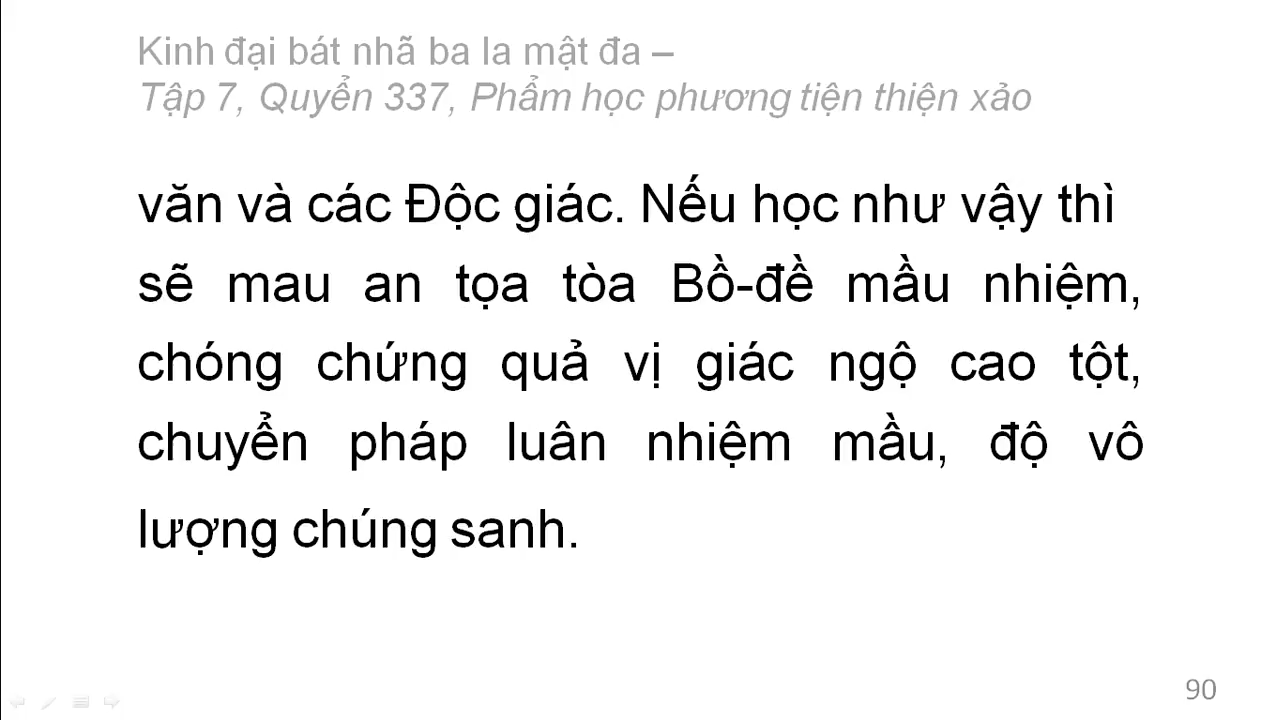 Kinh đại bát nhã ba la mật đa –
Tập 7, Quyển 337, Phẩm học phương tiện thiện xảo
văn và các Độc giác. Nếu học như vậy thì
sẽ mau an tọa tòa Bồ-đề mầu nhiệm,
chóng chứng quả vị giác ngộ cao tột,
chuyển pháp luân nhiệm mầu, độ vô
lượng chúng sanh.
90